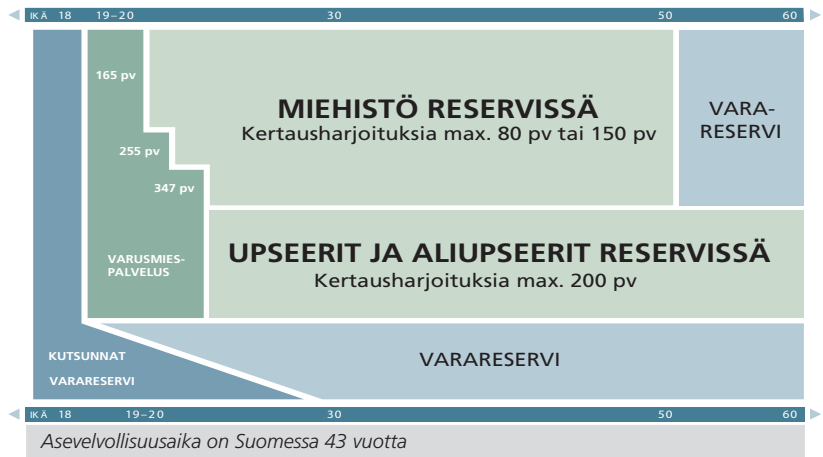 IKÄ 18 19–20 30 50 60
165 pv
255 pv
347 pv
VARUSMIES-
PALVELUS
MIEHISTÖ RESERVISSÄ
Kertausharjoituksia max. 80 pv tai 150 pv
VARA-
RESERVI
UPSEERIT JA ALIUPSEERIT RESERVISSÄ
Kertausharjoituksia max. 200 pv
KUTSUNNAT
VARARESERVI
VARARESERVI
IKÄ 18 19–20 30 50 60
Asevelvollisuusaika on Suomessa 43 vuotta